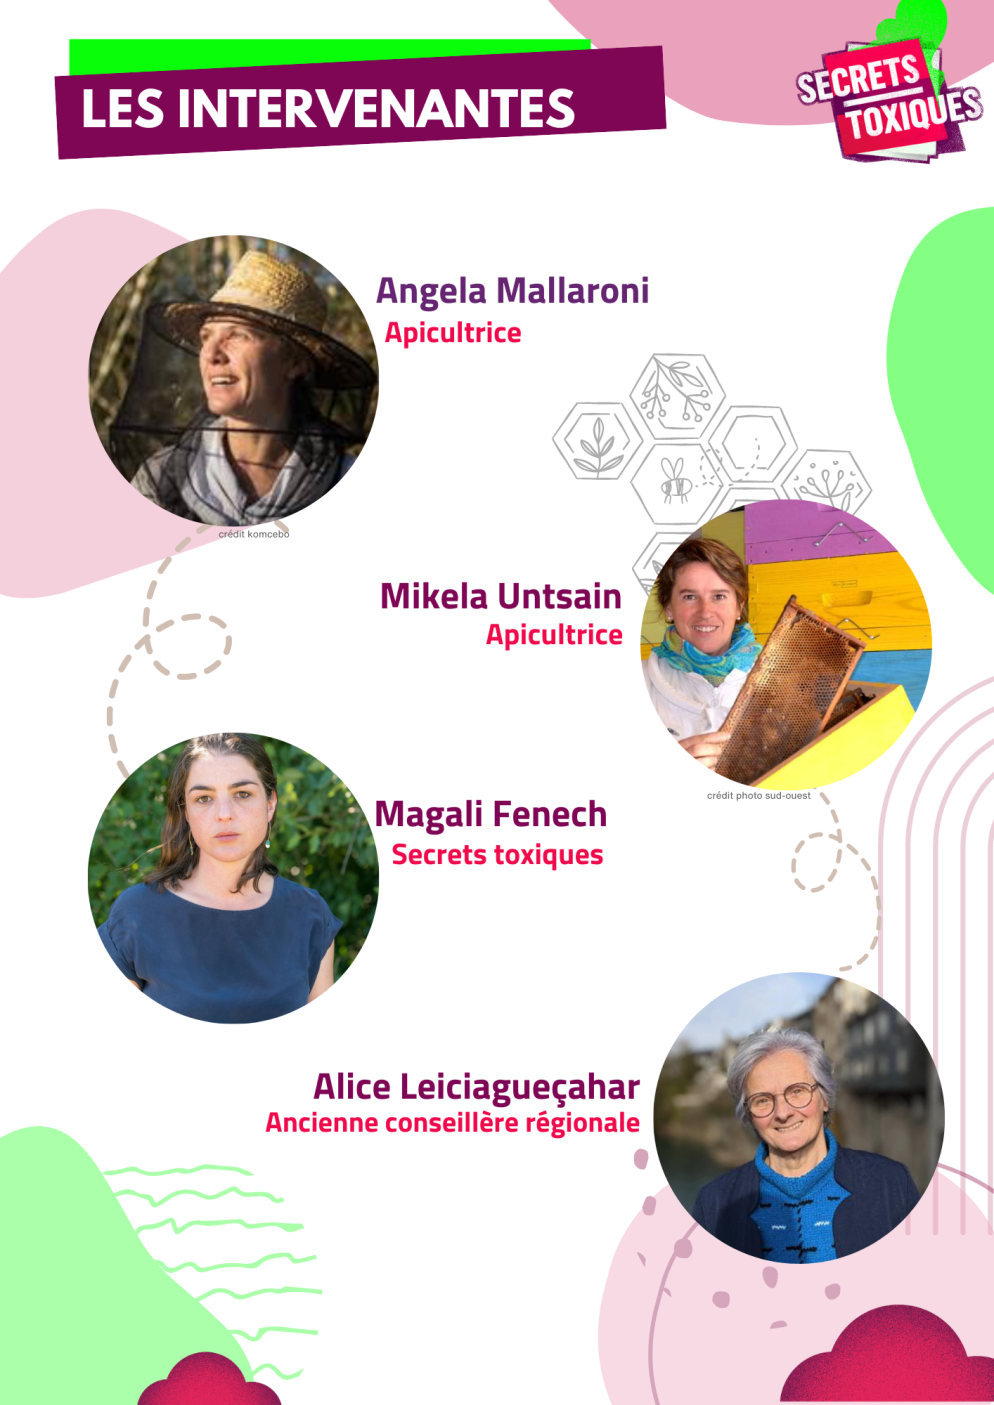 LES INTERVENANTES
SECRETS
TOXIQUES
Angela Mallaroni
Apicultrice
crédit komcebo
Mikela Untsain
Apicultrice
crédit photo sud-ouest
Magali Fenech
Secrets toxiques
Alice Leiciagueçahar
Ancienne conseillère régionale